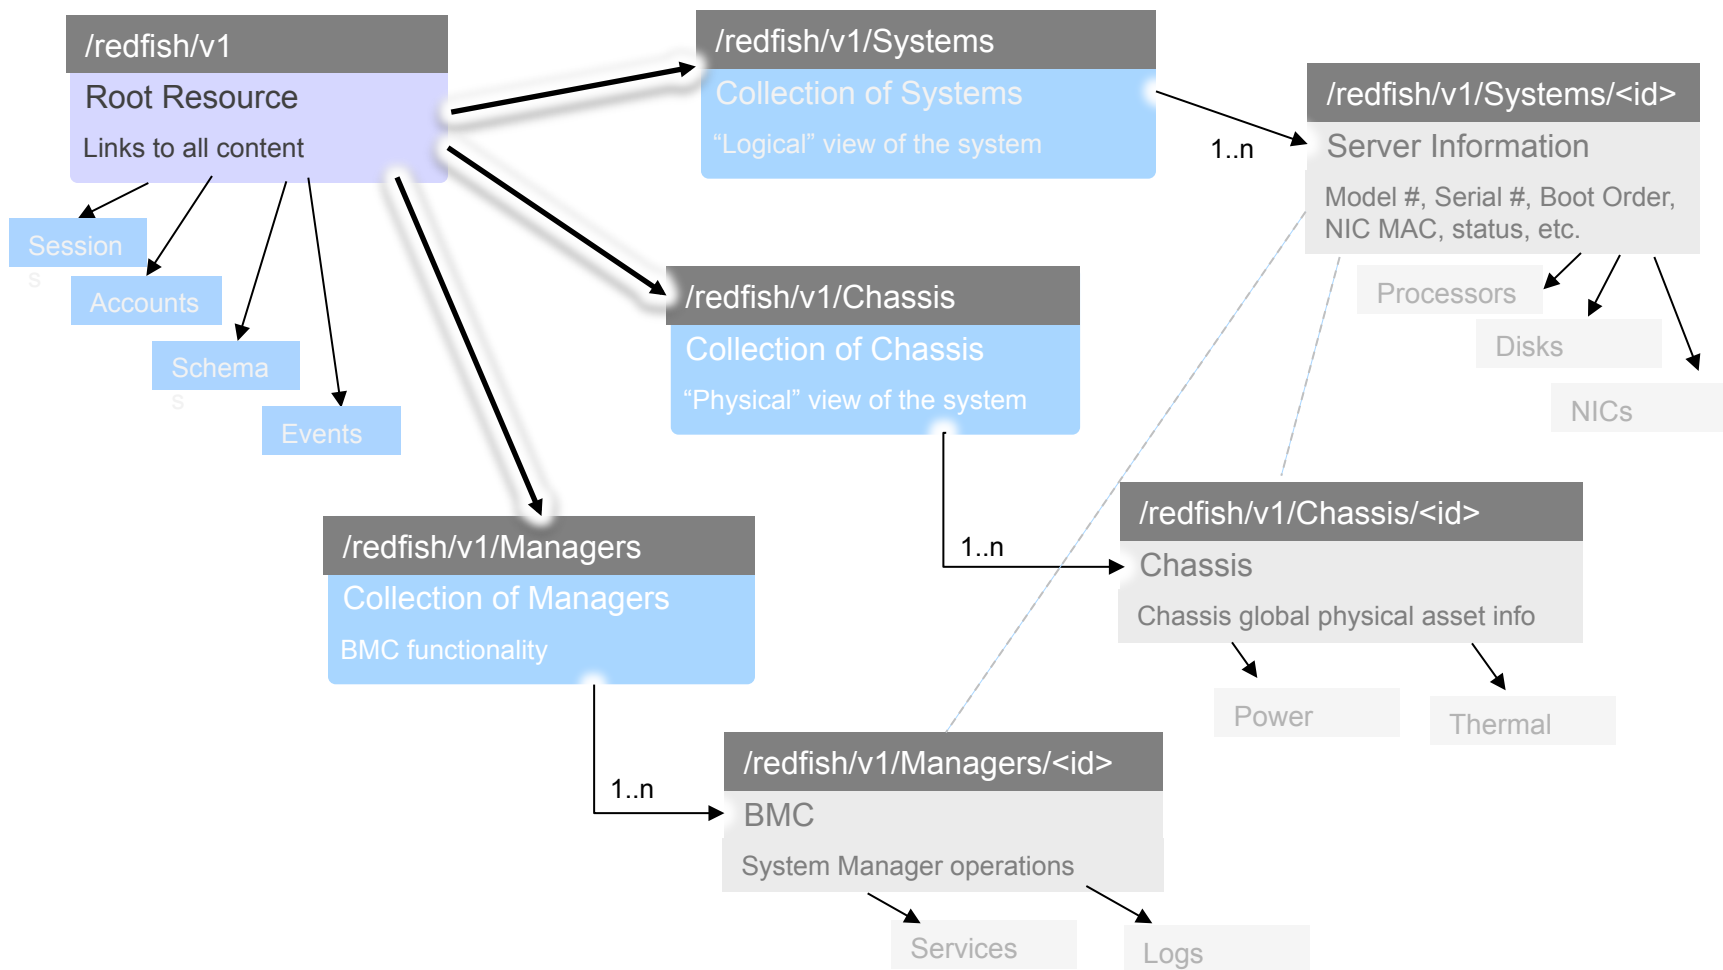 /redfish/v1
Root Resource
Links to all content
Session
s
Accounts
Schema
s
Events
/redfish/v1/Systems
Collection of Systems
“Logical” view of the system
1..n
/redfish/v1/Systems/<id>
Server Information
Model #, Serial #, Boot Order,
NIC MAC, status, etc.
Processors
Disks
NICs
/redfish/v1/Chassis
Collection of Chassis
“Physical” view of the system
1..n
/redfish/v1/Chassis/<id>
Chassis
Chassis global physical asset info
Power
Thermal
/redfish/v1/Managers
Collection of Managers
BMC functionality
1..n
/redfish/v1/Managers/<id>
BMC
System Manager operations
Services
Logs